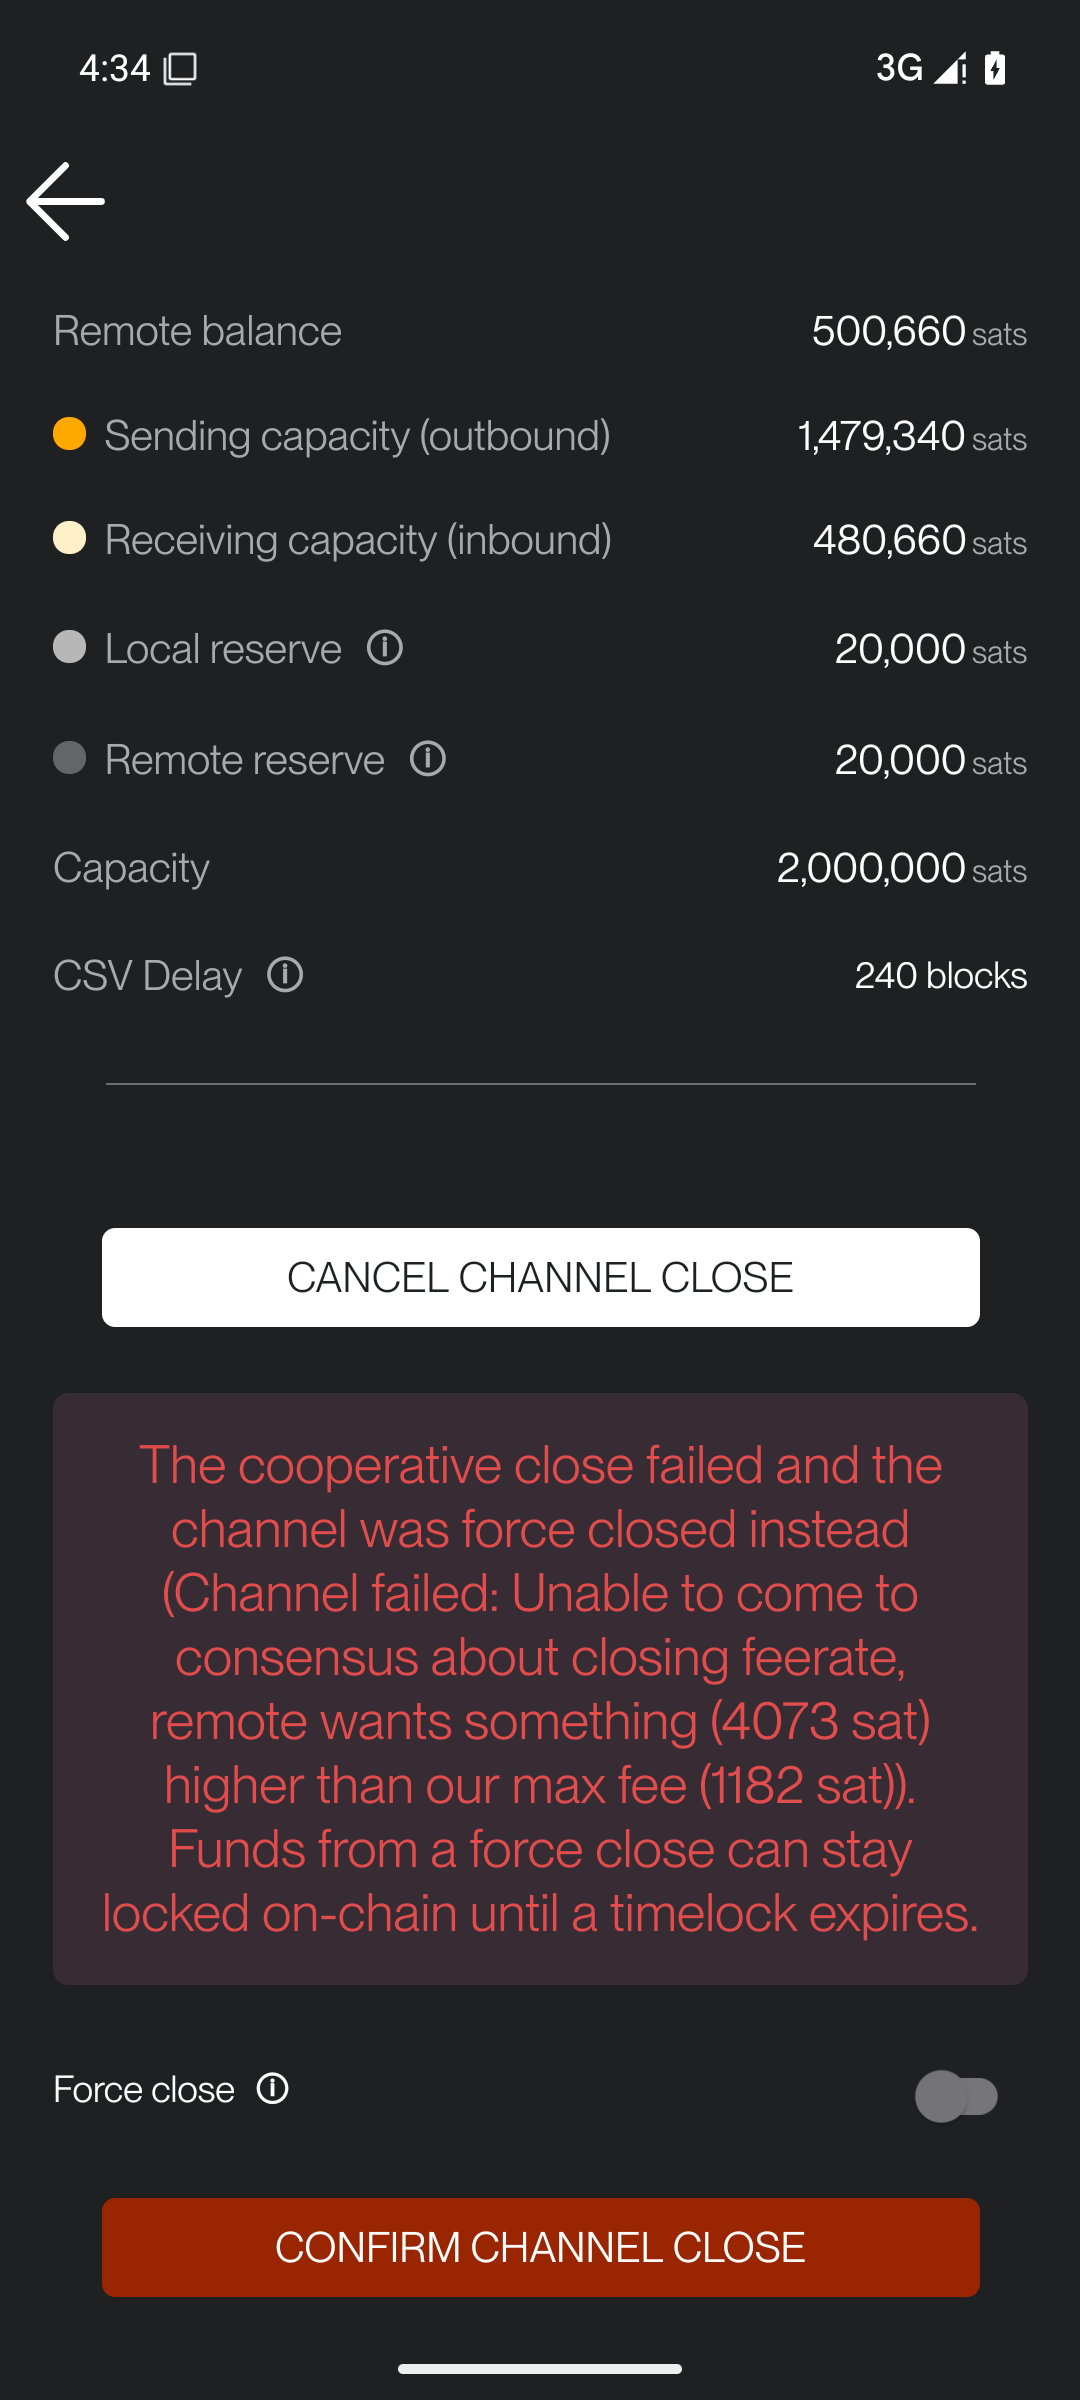 4:34 3G
Remote balance 500,660 sats
Sending capacity (outbound) 1,479,340 sats
Receiving capacity (inbound) 480,660 sats
Local reserve 20,000 sats
Remote reserve 20,000 sats
Capacity 2,000,000 sats
CSV Delay 240 blocks
CANCEL CHANNEL CLOSE
The cooperative close failed and the
channel was force closed instead
(Channel failed: Unable to come to
consensus about closing feerate,
remote wants something (4073 sat)
higher than our max fee (1182 sat)).
Funds from a force close can stay
locked on-chain until a timelock expires.
Force close
CONFIRM CHANNEL CLOSE